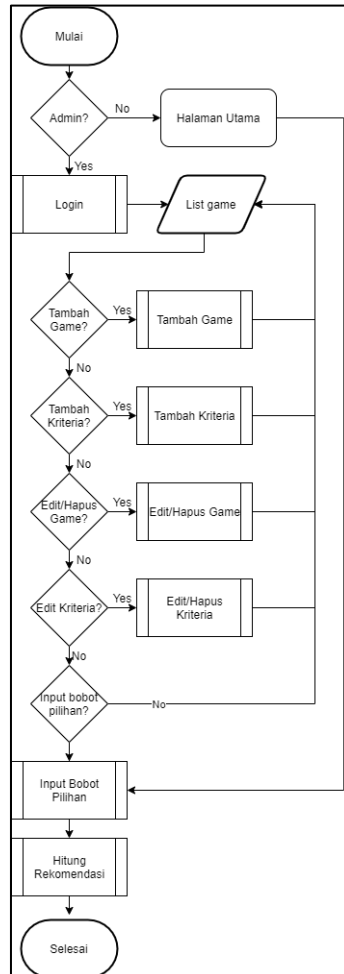 Mulai
Admin?
No
Halaman Utama
Yes
Login
List game
Tambah
Game?
Yes
Tambah Game
No
Tambah
Kriteria?
Yes
Tambah Kriteria
No
Edit/Hapus
Game?
Yes
Edit/Hapus Game
No
Edit Kriteria?
Yes
Edit/Hapus
Kriteria
No
Input bobot
pilihan?
No
Input Bobot
Pilihan
Hitung
Rekomendasi
Selesai